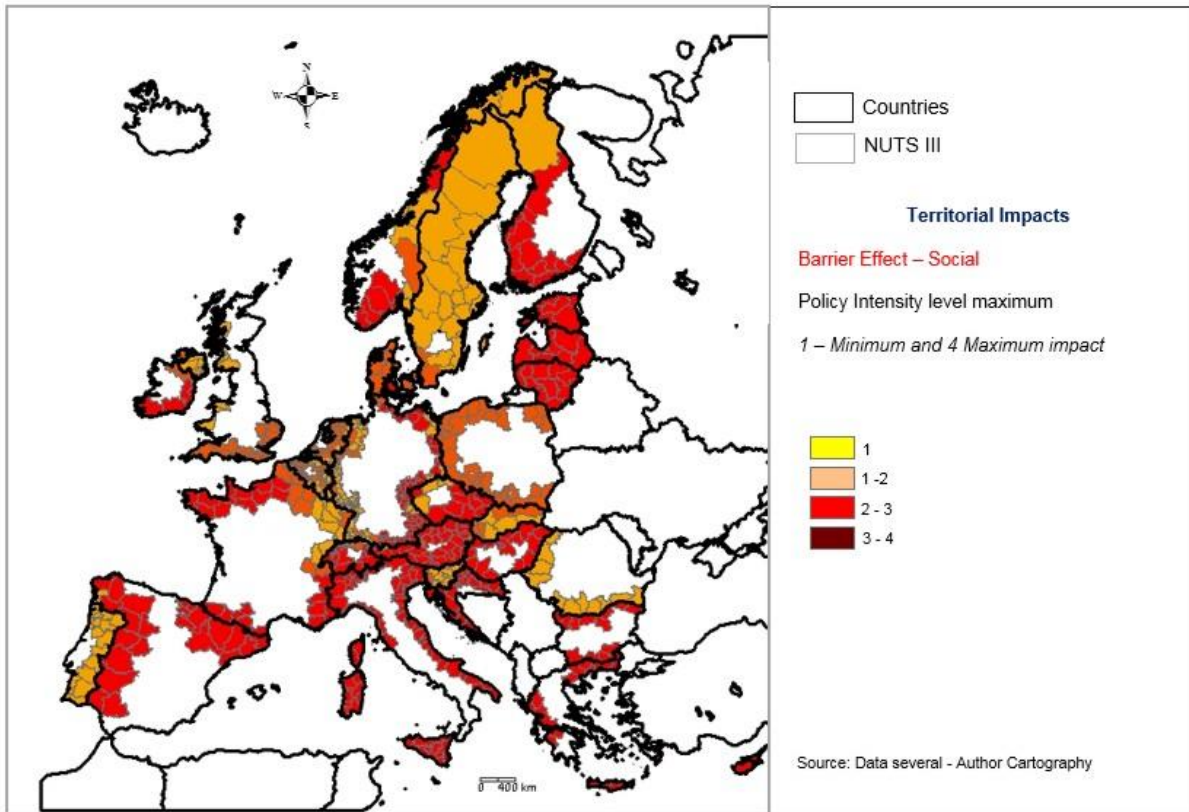 N
W
E
S
Countries
NUTS III
Territorial Impacts
Barrier Effect – Social
Policy Intensity level maximum
1 – Minimum and 4 Maximum impact
1
1 -2
2 - 3
3 - 4
0 400 km
Source: Data several - Author Cartography